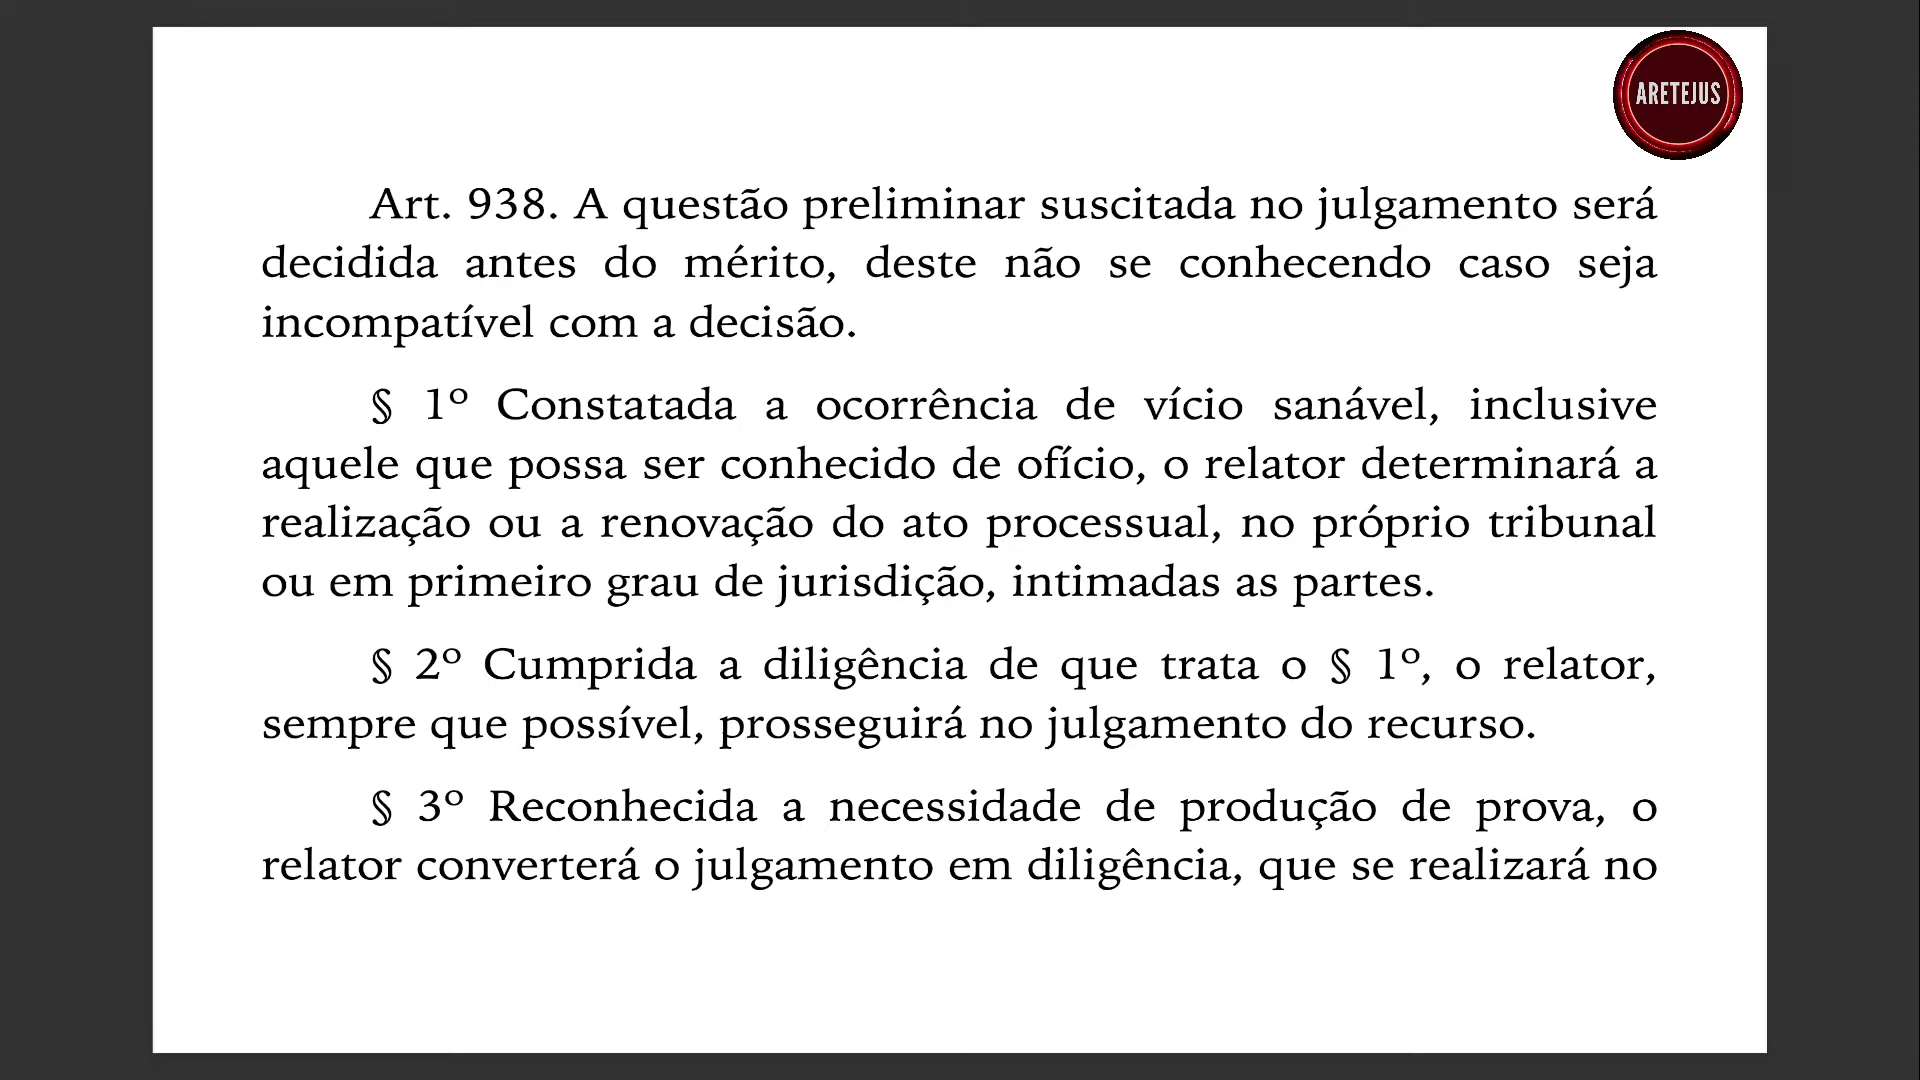 ARETEJUS
Art. 938. A questão preliminar suscitada no julgamento será
decidida antes do mérito, deste não se conhecendo caso seja
incompatível com a decisão.
§ 1º Constatada a ocorrência de vício sanável, inclusive
aquele que possa ser conhecido de ofício, o relator determinará a
realização ou a renovação do ato processual, no próprio tribunal
ou em primeiro grau de jurisdição, intimadas as partes.
§ 2º Cumprida a diligência de que trata o § 1º, o relator,
sempre que possível, prosseguirá no julgamento do recurso.
§ 3º Reconhecida a necessidade de produção de prova, o
relator converterá o julgamento em diligência, que se realizará no